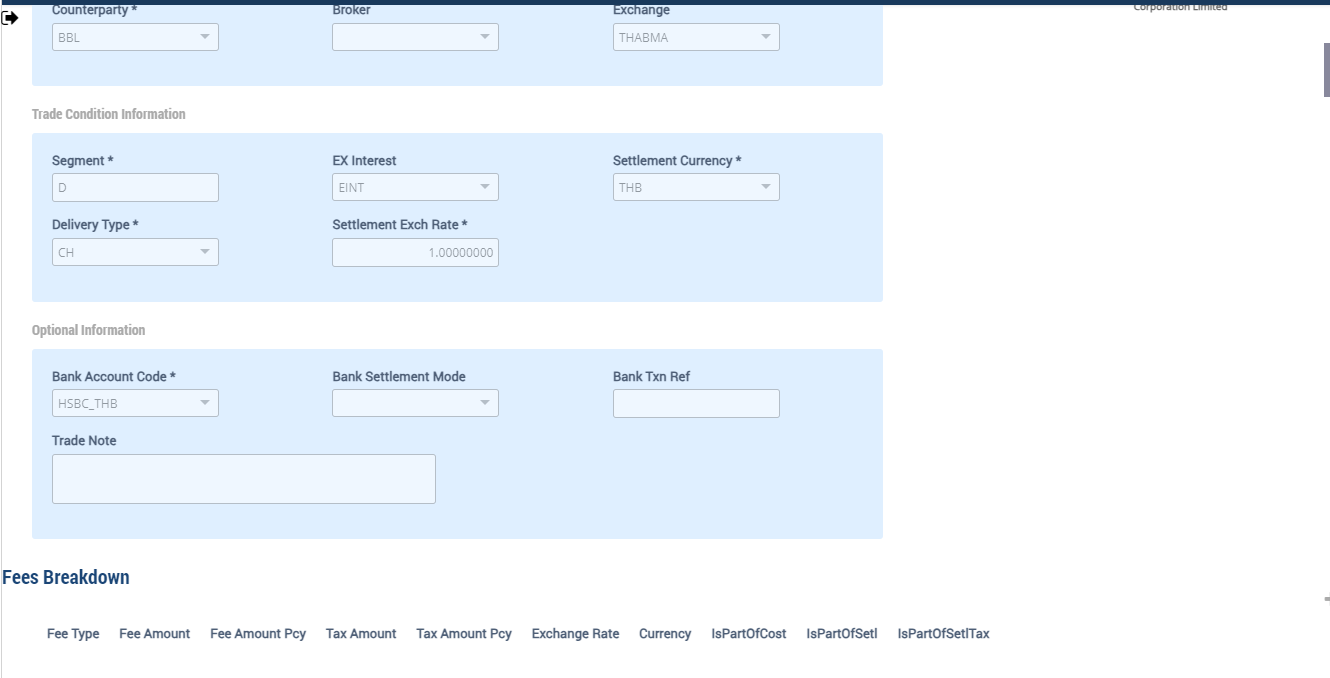 Counterparty * Broker Exchange
Corporation Limited
BBL THABMA
Trade Condition Information
Segment * EX Interest Settlement Currency *
D EINT THB
Delivery Type * Settlement Exch Rate *
CH 1.00000000
Optional Information
Bank Account Code * Bank Settlement Mode Bank Txn Ref
HSBC_THB
Trade Note
Fees Breakdown
Fee Type Fee Amount Fee Amount Pcy Tax Amount Tax Amount Pcy Exchange Rate Currency IsPartOfCost IsPartOfSetl IsPartOfSetlTax